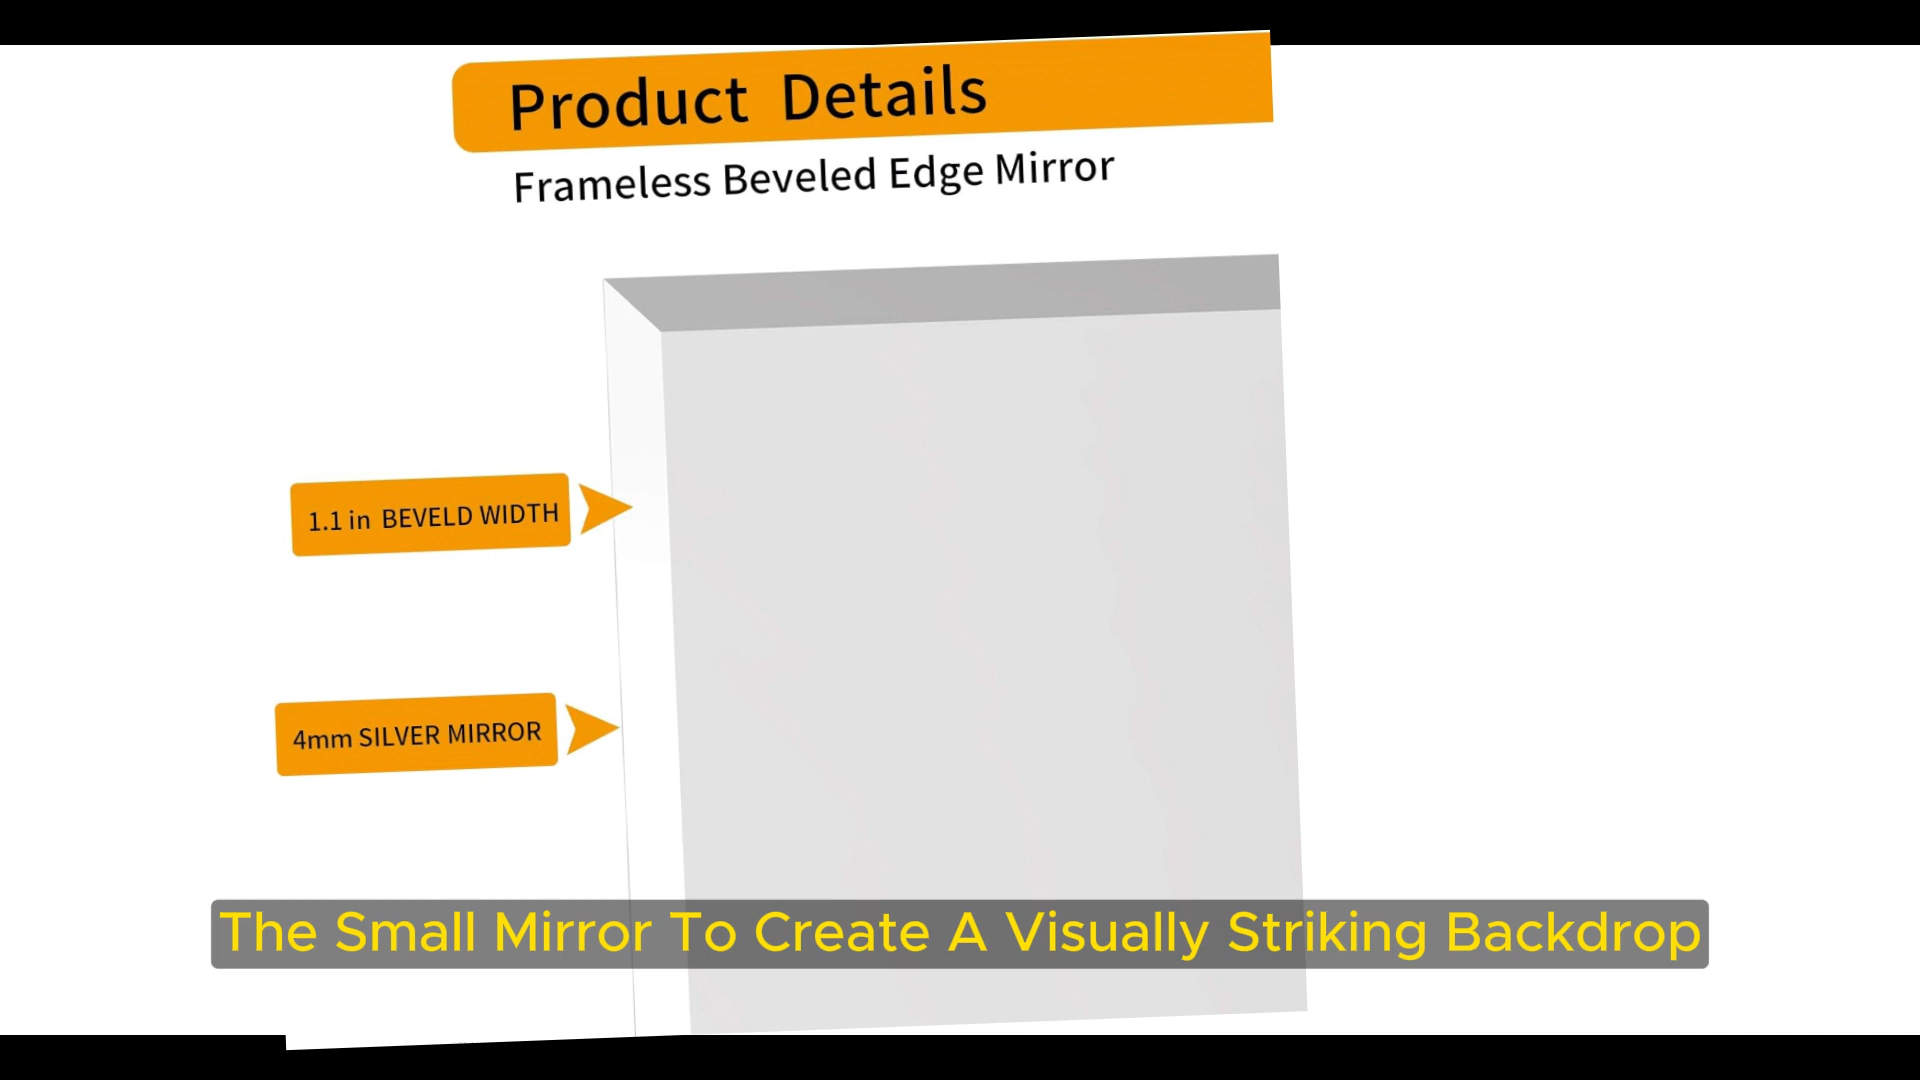 Product Details
Frameless Beveled Edge Mirror
1.1 in BEVELD WIDTH
4mm SILVER MIRROR
The Small Mirror To Create A Visually Striking Backdrop